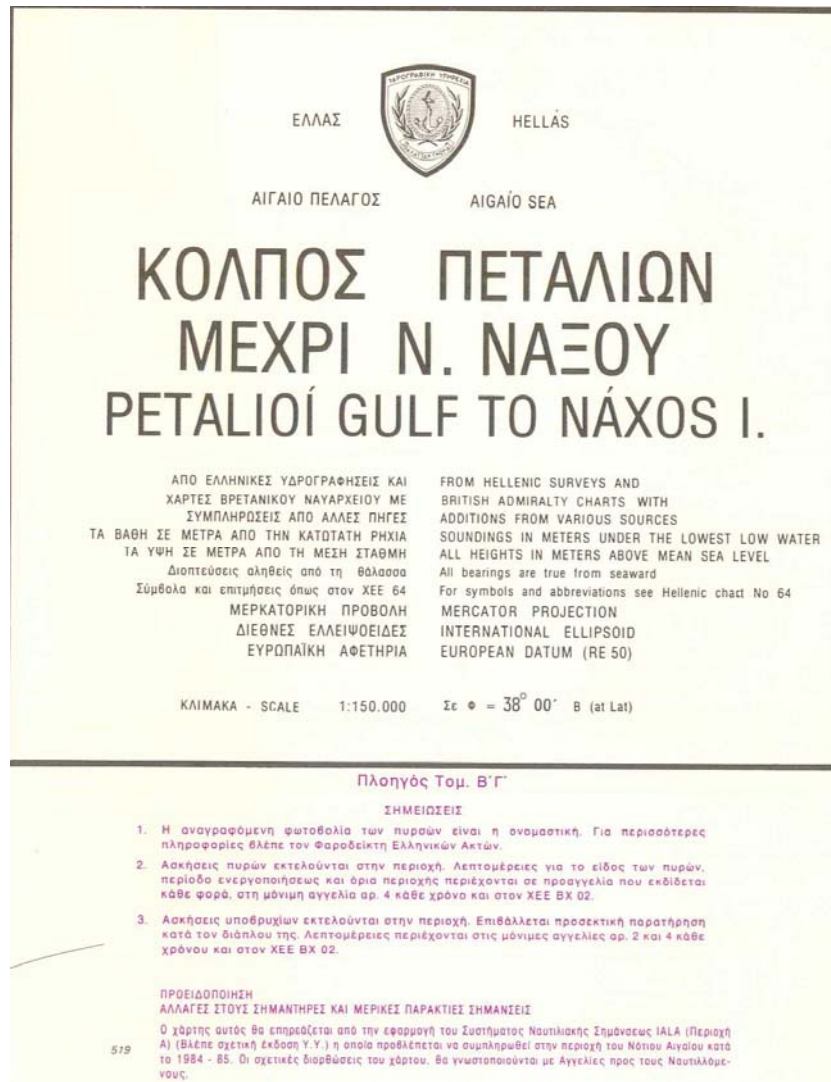 ΥΔΡΟΓΡΑΦΙΚΗ ΥΠΗΡΕΣΙΑ
ΕΛΛΑΣ HELLÁS
ΑΙΓΑΙΟ ΠΕΛΑΓΟΣ AIGAÍO SEA
ΚΟΛΠΟΣ ΠΕΤΑΛΙΩΝ
ΜΕΧΡΙ Ν. ΝΑΞΟΥ
PETALIOÍ GULF TO NÁXOS I.
ΑΠΟ ΕΛΛΗΝΙΚΕΣ ΥΔΡΟΓΡΑΦΗΣΕΙΣ ΚΑΙ FROM HELLENIC SURVEYS AND
ΧΑΡΤΕΣ ΒΡΕΤΑΝΙΚΟΥ ΝΑΥΑΡΧΕΙΟΥ ΜΕ BRITISH ADMIRALTY CHARTS WITH
ΣΥΜΠΛΗΡΩΣΕΙΣ ΑΠΟ ΑΛΛΕΣ ΠΗΓΕΣ ADDITIONS FROM VARIOUS SOURCES
ΤΑ ΒΑΘΗ ΣΕ ΜΕΤΡΑ ΑΠΟ ΤΗΝ ΚΑΤΩΤΑΤΗ ΡΗΧΙΑ SOUNDINGS IN METERS UNDER THE LOWEST LOW WATER
ΤΑ ΥΨΗ ΣΕ ΜΕΤΡΑ ΑΠΟ ΤΗ ΜΕΣΗ ΣΤΑΘΜΗ ALL HEIGHTS IN METERS ABOVE MEAN SEA LEVEL
Διοπτεύσεις αληθείς από τη θάλασσα All bearings are true from seaward
Σύμβολα και επιτμήσεις όπως στον ΧΕΕ 64 For symbols and abbreviations see Hellenic chact No 64
ΜΕΡΚΑΤΟΡΙΚΗ ΠΡΟΒΟΛΗ MERCATOR PROJECTION
ΔΙΕΘΝΕΣ ΕΛΛΕΙΨΟΕΙΔΕΣ INTERNATIONAL ELLIPSOID
ΕΥΡΩΠΑΪΚΗ ΑΦΕΤΗΡΙΑ EUROPEAN DATUM (RE 50)
ΚΛΙΜΑΚΑ - SCALE 1:150.000 Σε Φ = 38° 00´ Β (at Lat)
Πλοηγός Τομ. Β΄Γ΄
ΣΗΜΕΙΩΣΕΙΣ
1. Η αναγραφόμενη φωτοβολία των πυρσών είναι η ονομαστική. Για περισσότερες
πληροφορίες βλέπε τον Φαροδείκτη Ελληνικών Ακτών.
2. Ασκήσεις πυρών εκτελούνται στην περιοχή. Λεπτομέρειες για το είδος των πυρών,
περίοδο ενεργοποιήσεως και όρια περιοχής περιέχονται σε προαγγελία που εκδίδεται
κάθε φορά, στη μόνιμη αγγελία αρ. 4 κάθε χρόνο και στον ΧΕΕ ΒΧ 02.
3. Ασκήσεις υποβρυχίων εκτελούνται στην περιοχή. Επιβάλλεται προσεκτική παρατήρηση
κατά τον διάπλου της. Λεπτομέρειες περιέχονται στις μόνιμες αγγελίες αρ. 2 και 4 κάθε
χρόνου και στον ΧΕΕ ΒΧ 02.
ΠΡΟΕΙΔΟΠΟΙΗΣΗ
ΑΛΛΑΓΕΣ ΣΤΟΥΣ ΣΗΜΑΝΤΗΡΕΣ ΚΑΙ ΜΕΡΙΚΕΣ ΠΑΡΑΚΤΙΕΣ ΣΗΜΑΝΣΕΙΣ
Ο χάρτης αυτός θα επηρεάζεται από την εφαρμογή του Συστήματος Ναυτιλιακής Σημάνσεως IALA (Περιοχή
Α) (Βλέπε σχετική έκδοση Υ.Υ.) η οποία προβλέπεται να συμπληρωθεί στην περιοχή του Νότιου Αιγαίου κατά
το 1984 - 85. Οι σχετικές διορθώσεις του χάρτου, θα γνωστοποιούνται με Αγγελίες προς τους Ναυτιλλόμε-
νους.
519